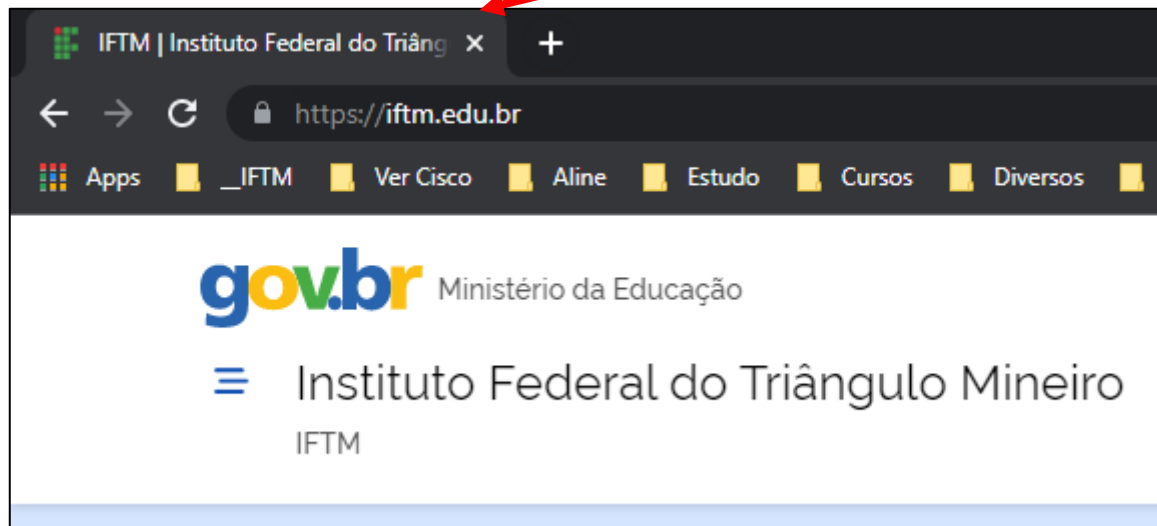 IFTM | Instituto Federal do Triâng
https://iftm.edu.br
Apps __IFTM Ver Cisco Aline Estudo Cursos Diversos
gov.br Ministério da Educação
Instituto Federal do Triângulo Mineiro
IFTM